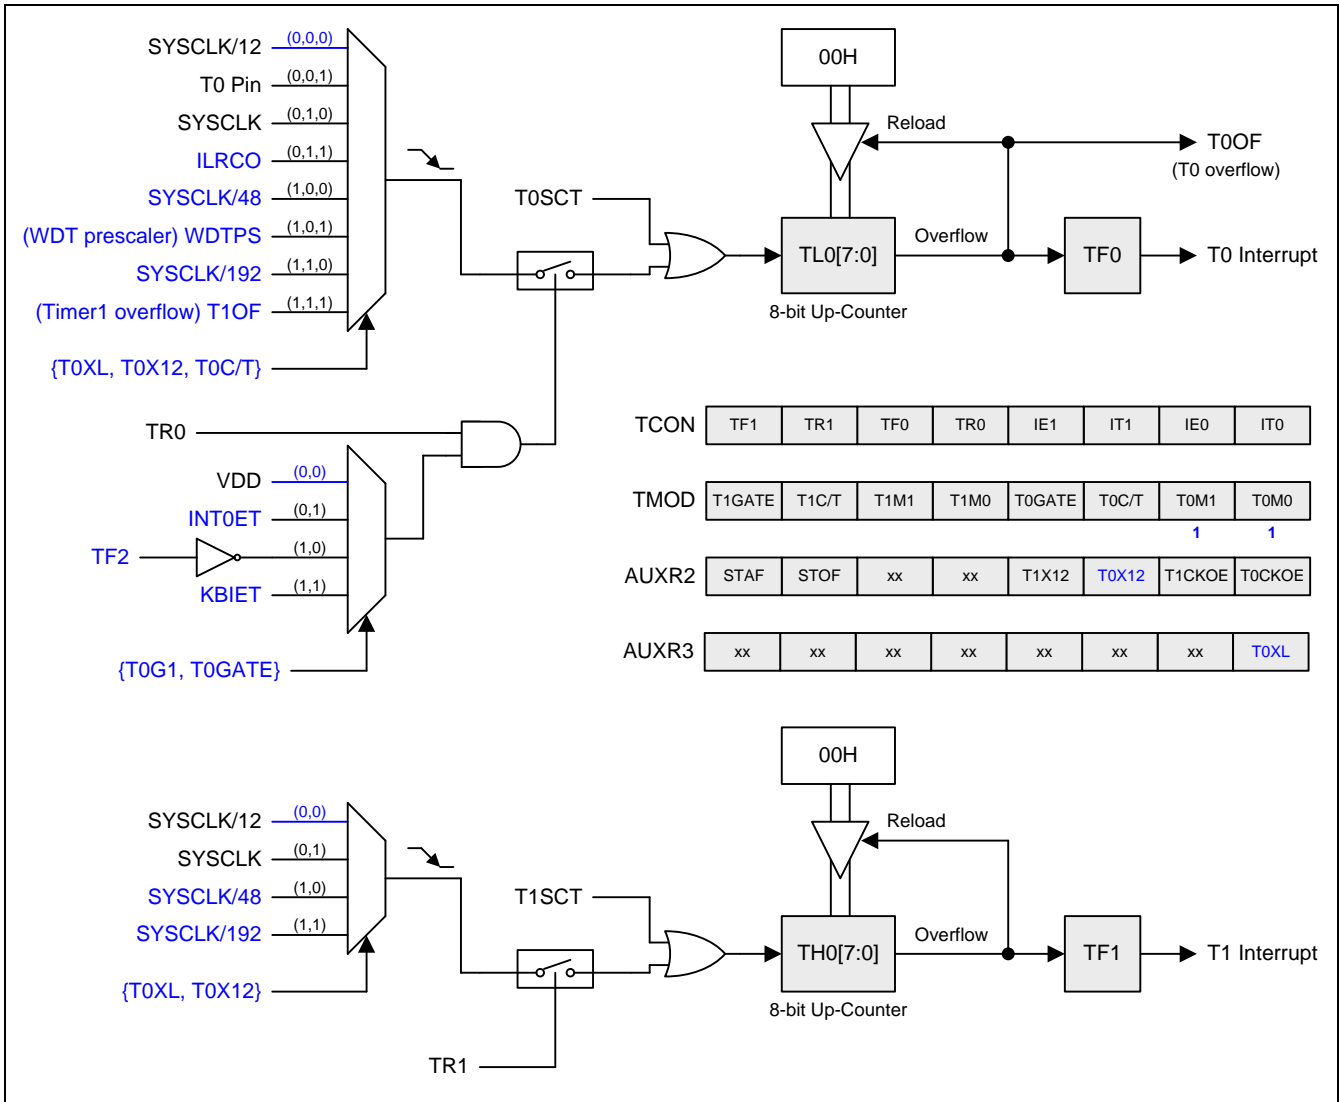 SYSCLK/12 (0,0,0)
T0 Pin (0,0,1)
SYSCLK (0,1,0)
ILRCO (0,1,1)
SYSCLK/48 (1,0,0)
(WDT prescaler) WDTPS (1,0,1)
SYSCLK/192 (1,1,0)
(Timer1 overflow) T1OF (1,1,1)
{T0XL, T0X12, T0C/T}
T0SCT
00H
Reload
TL0[7:0]
8-bit Up-Counter
Overflow
T0OF
(T0 overflow)
TF0
T0 Interrupt
TR0
VDD (0,0)
INT0ET (0,1)
TF2 (1,0)
KBIET (1,1)
{T0G1, T0GATE}
TCON TF1 TR1 TF0 TR0 IE1 IT1 IE0 IT0
TMOD T1GATE T1C/T T1M1 T1M0 T0GATE T0C/T T0M1 T0M0
1 1
AUXR2 STAF STOF xx xx T1X12 T0X12 T1CKOE T0CKOE
AUXR3 xx xx xx xx xx xx xx T0XL
SYSCLK/12 (0,0)
SYSCLK (0,1)
SYSCLK/48 (1,0)
SYSCLK/192 (1,1)
{T0XL, T0X12}
TR1
T1SCT
00H
Reload
TH0[7:0]
8-bit Up-Counter
Overflow
TF1
T1 Interrupt